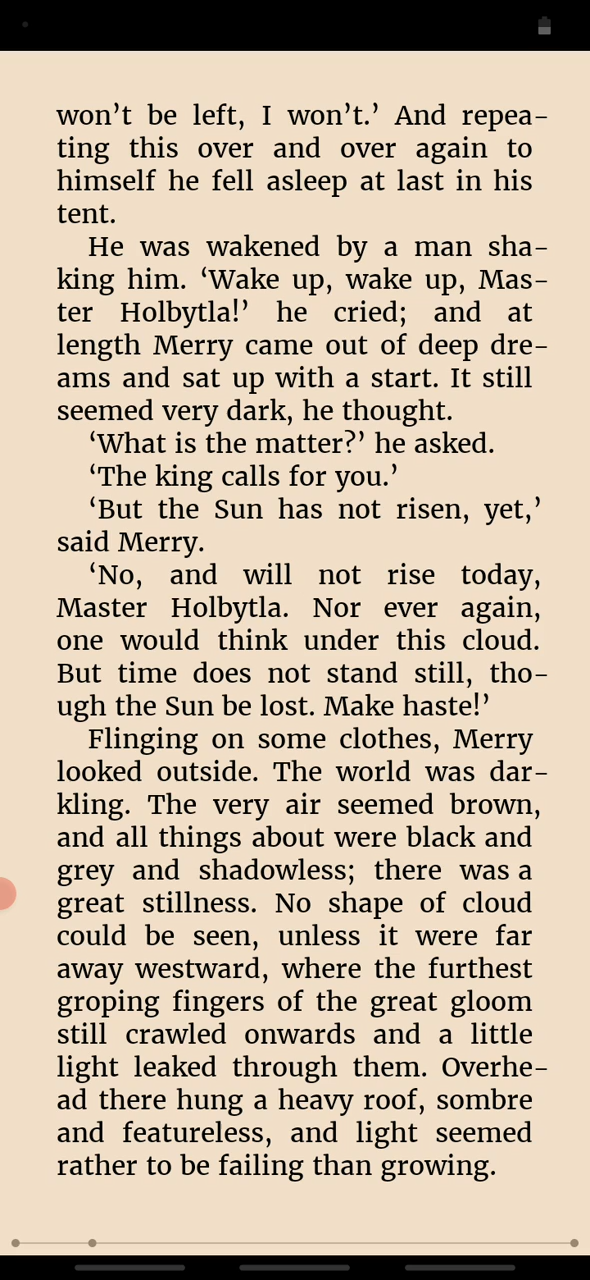 won’t be left, I won’t.’ And repea-
ting this over and over again to
himself he fell asleep at last in his
tent.
He was wakened by a man sha-
king him. ‘Wake up, wake up, Mas-
ter Holbytla!’ he cried; and at
length Merry came out of deep dre-
ams and sat up with a start. It still
seemed very dark, he thought.
‘What is the matter?’ he asked.
‘The king calls for you.’
‘But the Sun has not risen, yet,’
said Merry.
‘No, and will not rise today,
Master Holbytla. Nor ever again,
one would think under this cloud.
But time does not stand still, tho-
ugh the Sun be lost. Make haste!’
Flinging on some clothes, Merry
looked outside. The world was dar-
kling. The very air seemed brown,
and all things about were black and
grey and shadowless; there was a
great stillness. No shape of cloud
could be seen, unless it were far
away westward, where the furthest
groping fingers of the great gloom
still crawled onwards and a little
light leaked through them. Overhe-
ad there hung a heavy roof, sombre
and featureless, and light seemed
rather to be failing than growing.